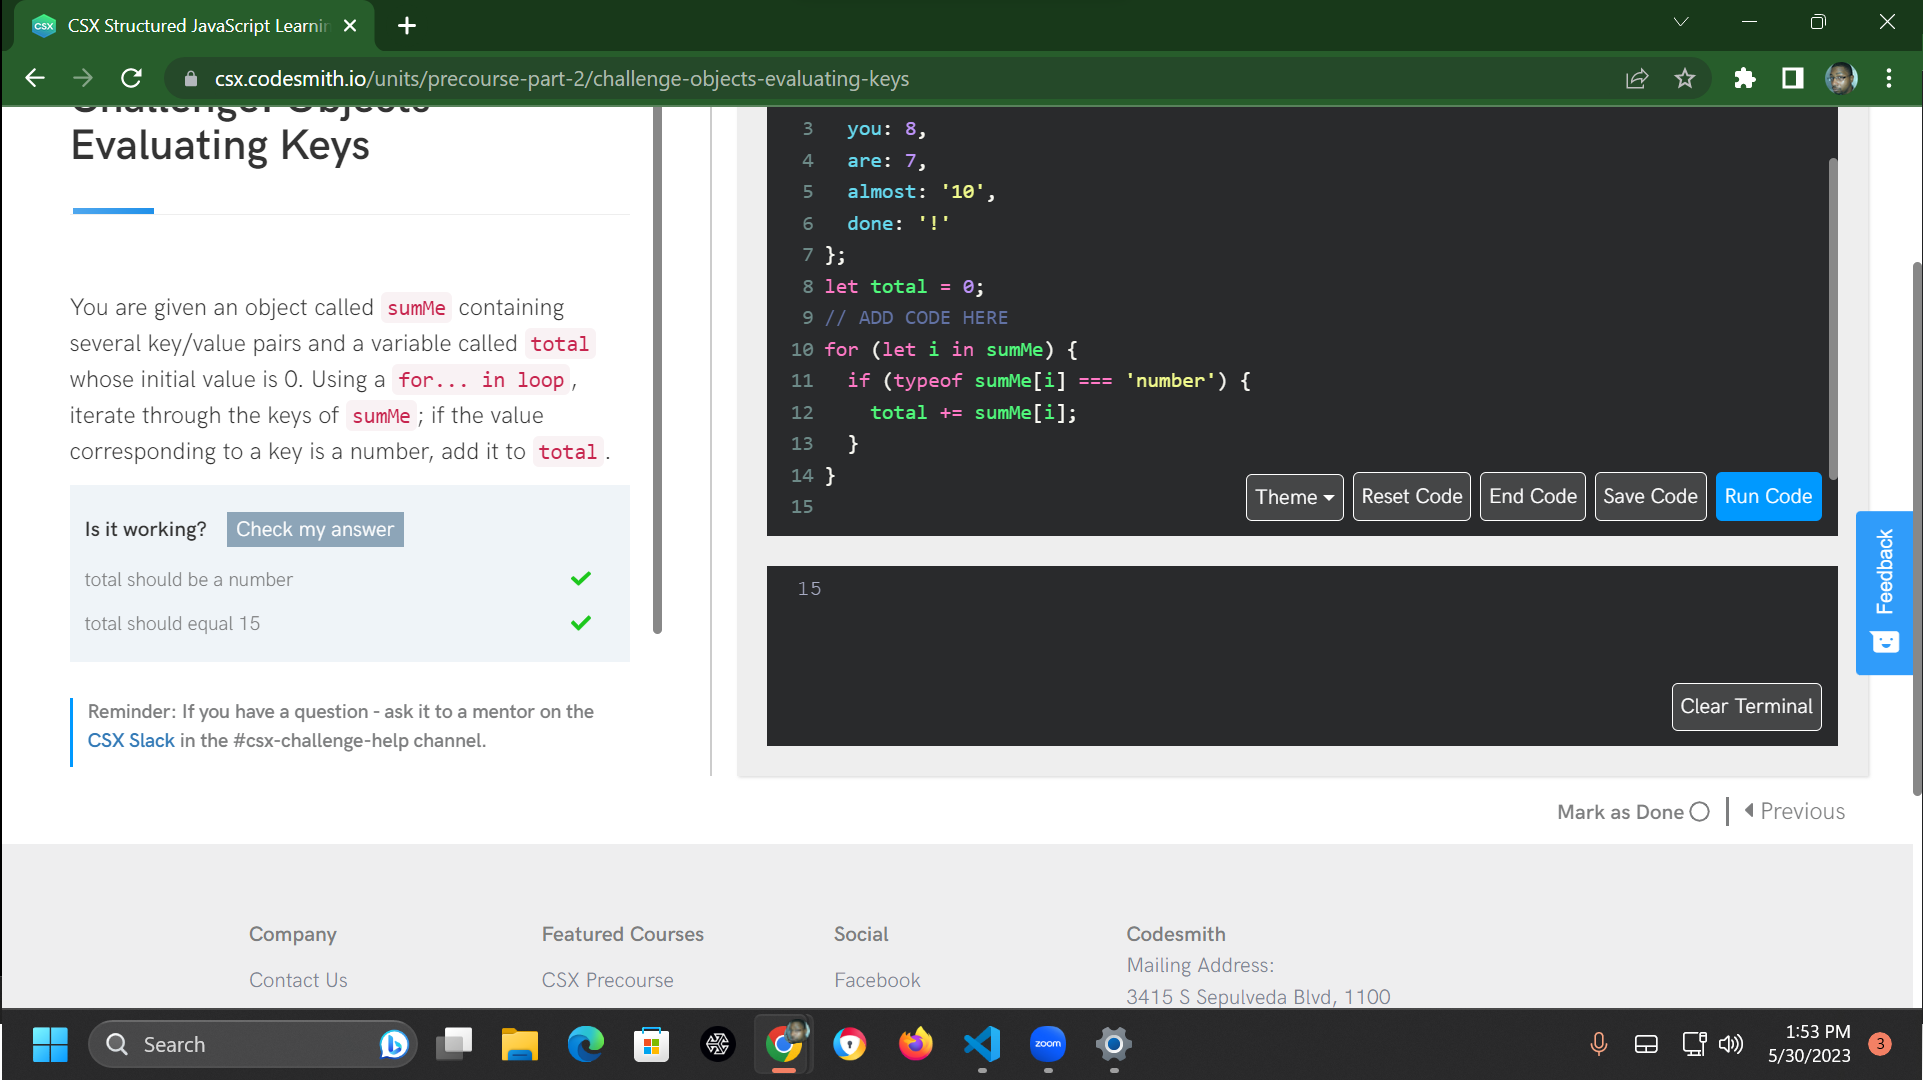 CSX Structured JavaScript Learnin
csx.codesmith.io/units/precourse-part-2/challenge-objects-evaluating-keys
Challenge: Objects
Evaluating Keys
You are given an object called sumMe containing
several key/value pairs and a variable called total
whose initial value is 0. Using a for... in loop,
iterate through the keys of sumMe; if the value
corresponding to a key is a number, add it to total.
Is it working? Check my answer
total should be a number
total should equal 15
Reminder: If you have a question - ask it to a mentor on the
CSX Slack in the #csx-challenge-help channel.
3 you: 8,
4 are: 7,
5 almost: '10',
6 done: '!'
7 };
8 let total = 0;
9 // ADD CODE HERE
10 for (let i in sumMe) {
11 if (typeof sumMe[i] === 'number') {
12 total += sumMe[i];
13 }
14 }
15
Theme Reset Code End Code Save Code Run Code
15
Clear Terminal
Feedback
Mark as Done Previous
Company
Contact Us
Featured Courses
CSX Precourse
Social
Facebook
Codesmith
Mailing Address:
3415 S Sepulveda Blvd, 1100
Search
zoom
1:53 PM
5/30/2023
3